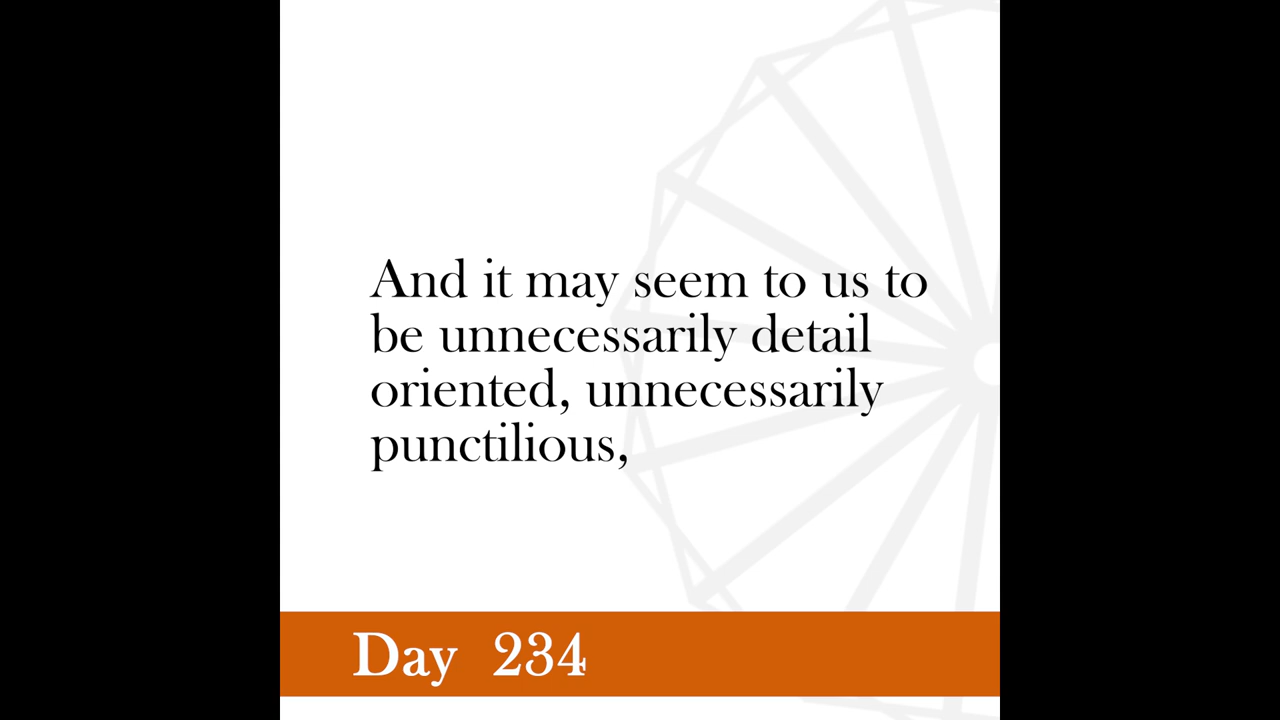 And it may seem to us to
be unnecessarily detail
oriented, unnecessarily
punctilious,
Day 234